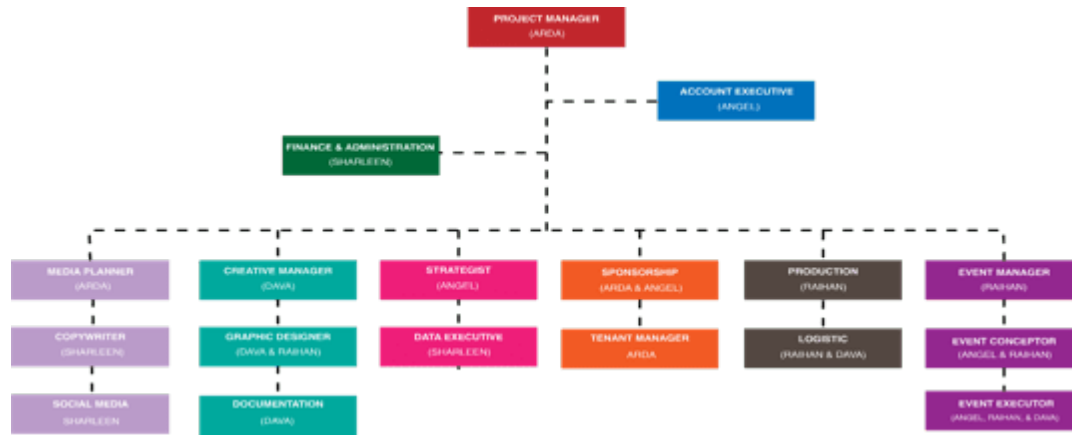 PROJECT MANAGER
(ARDA)
ACCOUNT EXECUTIVE
(ANGEL)
FINANCE & ADMINISTRATION
(SHARLEEN)
MEDIA PLANNER
(ARDA)
COPYWRITER
(SHARLEEN)
SOCIAL MEDIA
SHARLEEN
CREATIVE MANAGER
(DAVA)
GRAPHIC DESIGNER
(DAVA & RAIHAN)
DOCUMENTATION
(DAVA)
STRATEGIST
(ANGEL)
DATA EXECUTIVE
(SHARLEEN)
SPONSORSHIP
(ARDA & ANGEL)
TENANT MANAGER
ARDA
PRODUCTION
(RAIHAN)
LOGISTIC
(RAIHAN & DAVA)
EVENT MANAGER
(RAIHAN)
EVENT CONCEPTOR
(ANGEL & RAIHAN)
EVENT EXECUTOR
(ANGEL, RAIHAN, & DAVA)